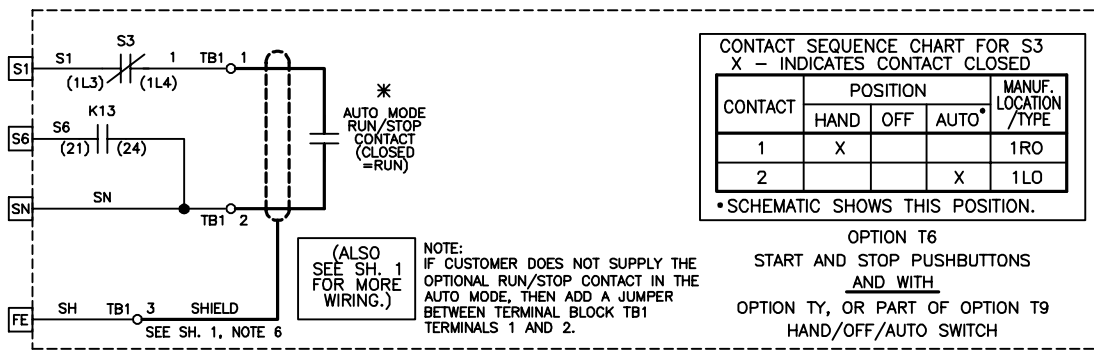 S3
S1
S1
1
TB1
1
(1L3)
(1L4)
K13
S6
S6
(21)
(24)
*
AUTO MODE
RUN/STOP
CONTACT
(CLOSED
=RUN)
SN
SN
TB1
2
(ALSO
SEE SH. 1
FOR MORE
WIRING.)
NOTE:
IF CUSTOMER DOES NOT SUPPLY THE
OPTIONAL RUN/STOP CONTACT IN THE
AUTO MODE, THEN ADD A JUMPER
BETWEEN TERMINAL BLOCK TB1
TERMINALS 1 AND 2.
FE
SH
TB1
3
SHIELD
SEE SH. 1, NOTE 6
CONTACT SEQUENCE CHART FOR S3
X – INDICATES CONTACT CLOSED
CONTACT
POSITION
MANUF.
LOCATION
/TYPE
HAND
OFF
AUTO•
1
X
1RO
2
X
1LO
•SCHEMATIC SHOWS THIS POSITION.
OPTION T6
START AND STOP PUSHBUTTONS
AND WITH
OPTION TY, OR PART OF OPTION T9
HAND/OFF/AUTO SWITCH